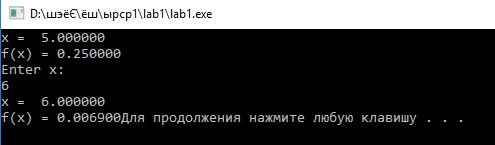 D:\шэёЄ\ёш\ырср1\lab1\lab1.exe
x =  5.000000
f(x) = 0.250000
Enter x:
6
x =  6.000000
f(x) = 0.006900Для продолжения нажмите любую клавишу . . .